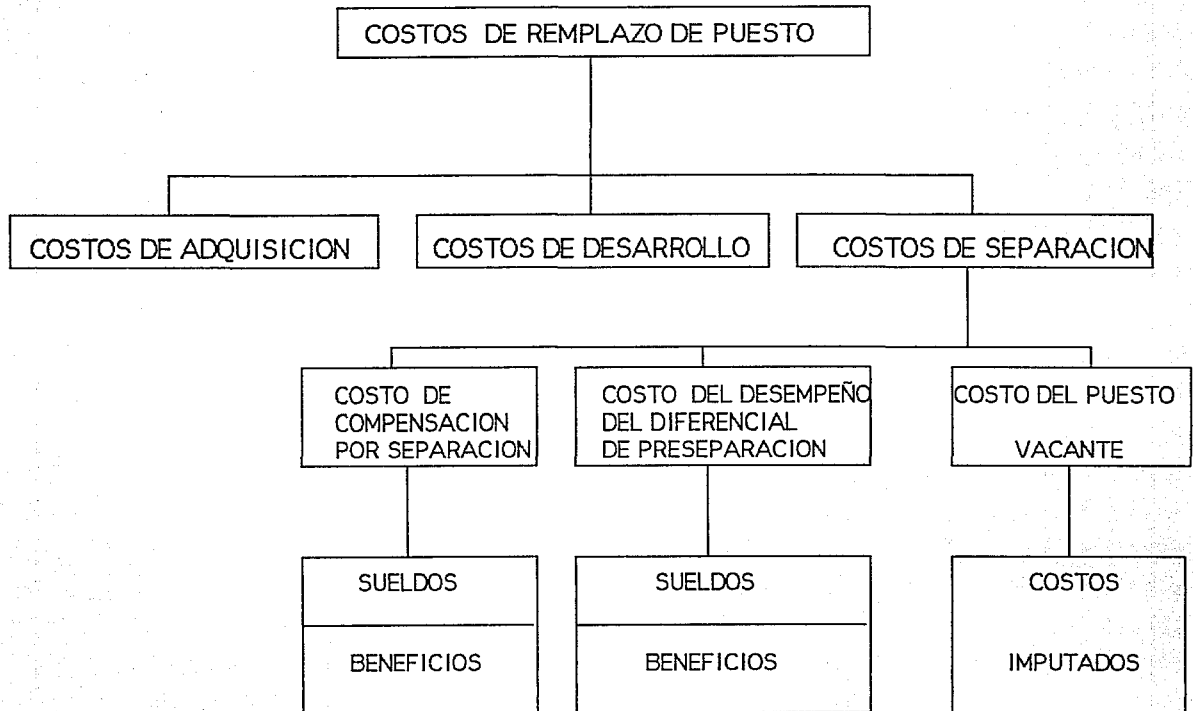 COSTOS DE REMPLAZO DE PUESTO
COSTOS DE ADQUISICION
COSTOS DE DESARROLLO
COSTOS DE SEPARACION
COSTO DE
COMPENSACION
POR SEPARACION
COSTO DEL DESEMPEÑO
DEL DIFERENCIAL
DE PRESEPARACION
COSTO DEL PUESTO
VACANTE
SUELDOS
BENEFICIOS
SUELDOS
BENEFICIOS
COSTOS
IMPUTADOS